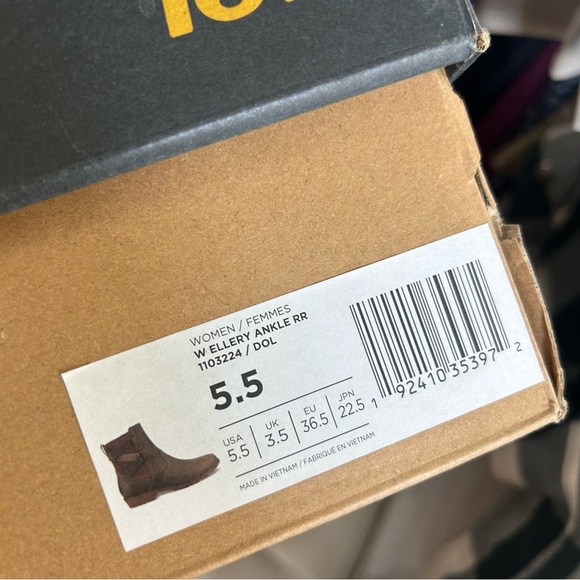 WOMEN / FEMMES
W ELLERY ANKLE RR
1103224 / DOL
5.5
USA UK EU JPN
5.5 3.5 36.5 22.5
MADE IN VIETNAM / FABRIQUÉ EN VIETNAM
1 92410 35397 2